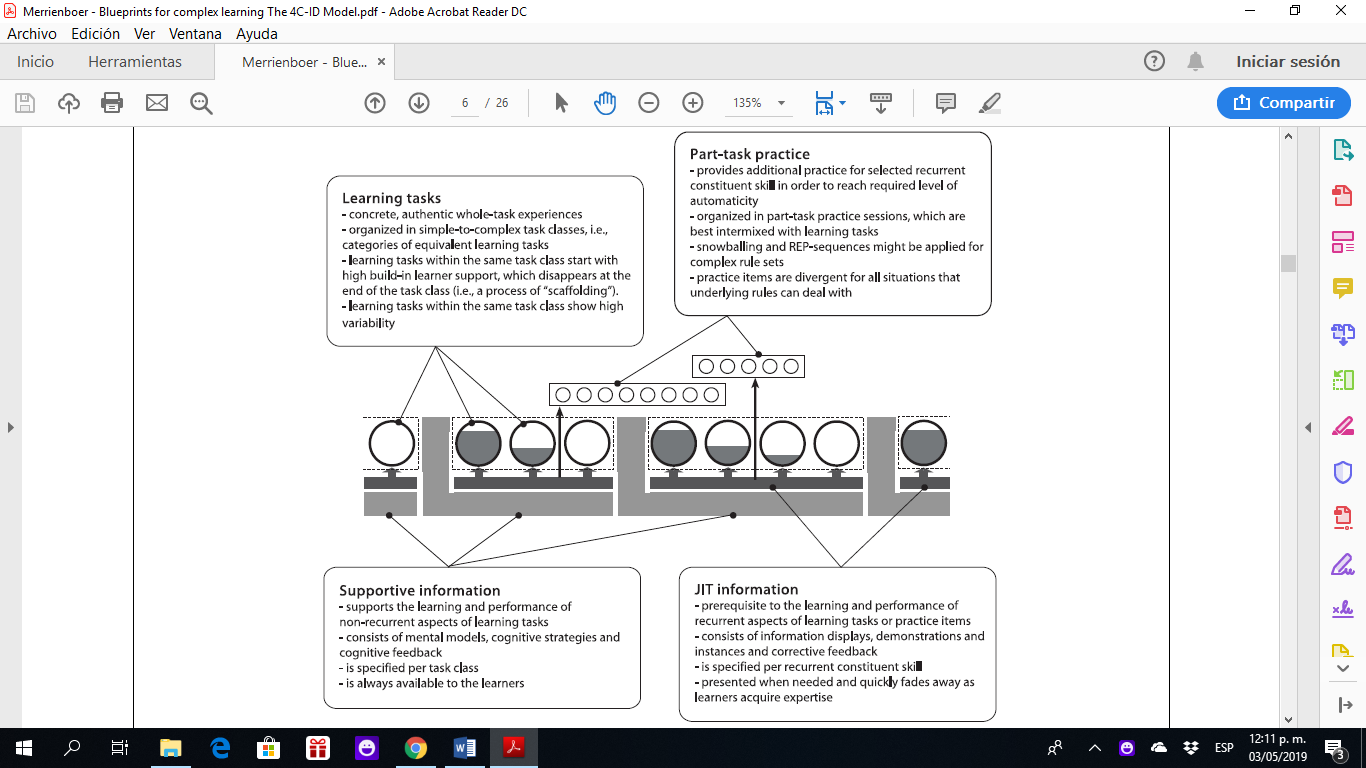 Merrienboer - Blueprints for complex learning The 4C-ID Model.pdf - Adobe Acrobat Reader DC
Archivo Edición Ver Ventana Ayuda
Inicio Herramientas Merrienboer - Blue... × Iniciar sesión
6 / 26 135% Compartir
Part-task practice
- provides additional practice for selected recurrent
constituent skill in order to reach required level of
automaticity
- organized in part-task practice sessions, which are
best intermixed with learning tasks
- snowballing and REP-sequences might be applied for
complex rule sets
- practice items are divergent for all situations that
underlying rules can deal with
Learning tasks
- concrete, authentic whole-task experiences
- organized in simple-to-complex task classes, i.e.,
categories of equivalent learning tasks
- learning tasks within the same task class start with
high build-in learner support, which disappears at the
end of the task class (i.e., a process of “scaffolding”).
- learning tasks within the same task class show high
variability
Supportive information
- supports the learning and performance of
non-recurrent aspects of learning tasks
- consists of mental models, cognitive strategies and
cognitive feedback
- is specified per task class
- is always available to the learners
JIT information
- prerequisite to the learning and performance of
recurrent aspects of learning tasks or practice items
- consists of information displays, demonstrations and
instances and corrective feedback
- is specified per recurrent constituent skill
- presented when needed and quickly fades away as
learners acquire expertise
ESP
12:11 p. m.
03/05/2019
3